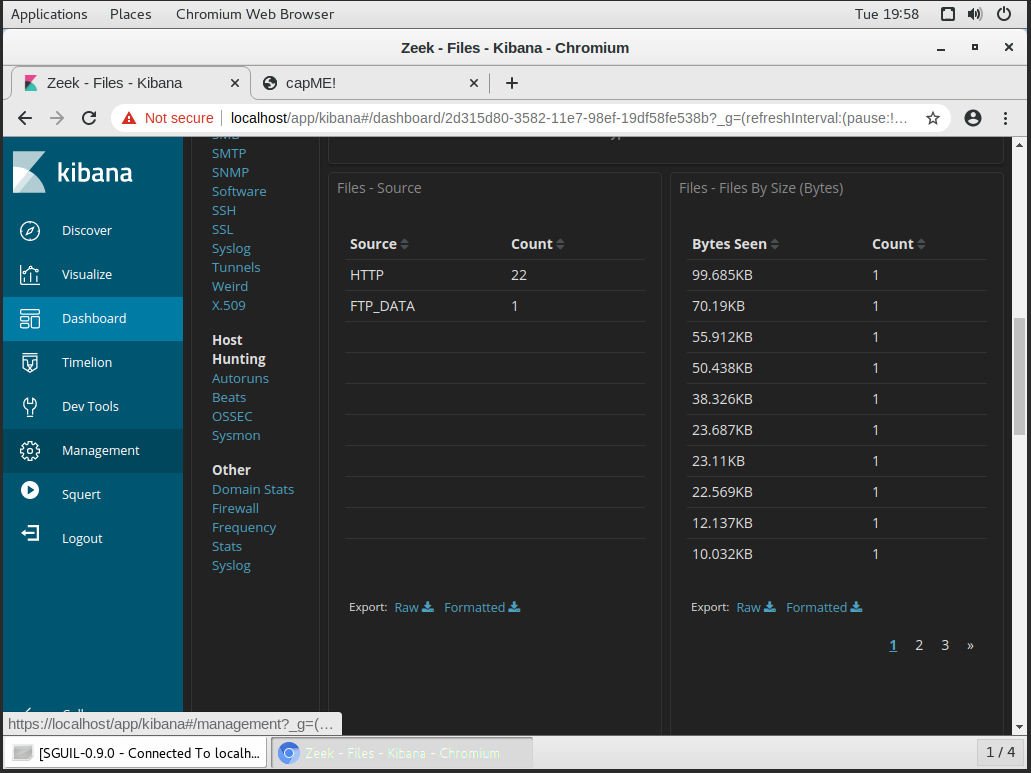 Applications Places Chromium Web Browser Tue 19:58
Zeek - Files - Kibana - Chromium
Zeek - Files - Kibana capME!
Not secure localhost/app/kibana#/dashboard/2d315d80-3582-11e7-98ef-19df58fe538b?_g=(refreshInterval:(pause:!...
kibana
Discover
Visualize
Dashboard
Timelion
Dev Tools
Management
Squert
Logout
SMB
SMTP
SNMP
Software
SSH
SSL
Syslog
Tunnels
Weird
X.509
Host
Hunting
Autoruns
Beats
OSSEC
Sysmon
Other
Domain Stats
Firewall
Frequency
Stats
Syslog
Files - Source
Source Count
HTTP 22
FTP_DATA 1
Export: Raw Formatted
Files - Files By Size (Bytes)
Bytes Seen Count
99.685KB 1
70.19KB 1
55.912KB 1
50.438KB 1
38.326KB 1
23.687KB 1
23.11KB 1
22.569KB 1
12.137KB 1
10.032KB 1
Export: Raw Formatted
1 2 3 »
https://localhost/app/kibana#/management?_g=(...
[SGUIL-0.9.0 - Connected To localh... Zeek - Files - Kibana - Chromium 1 / 4